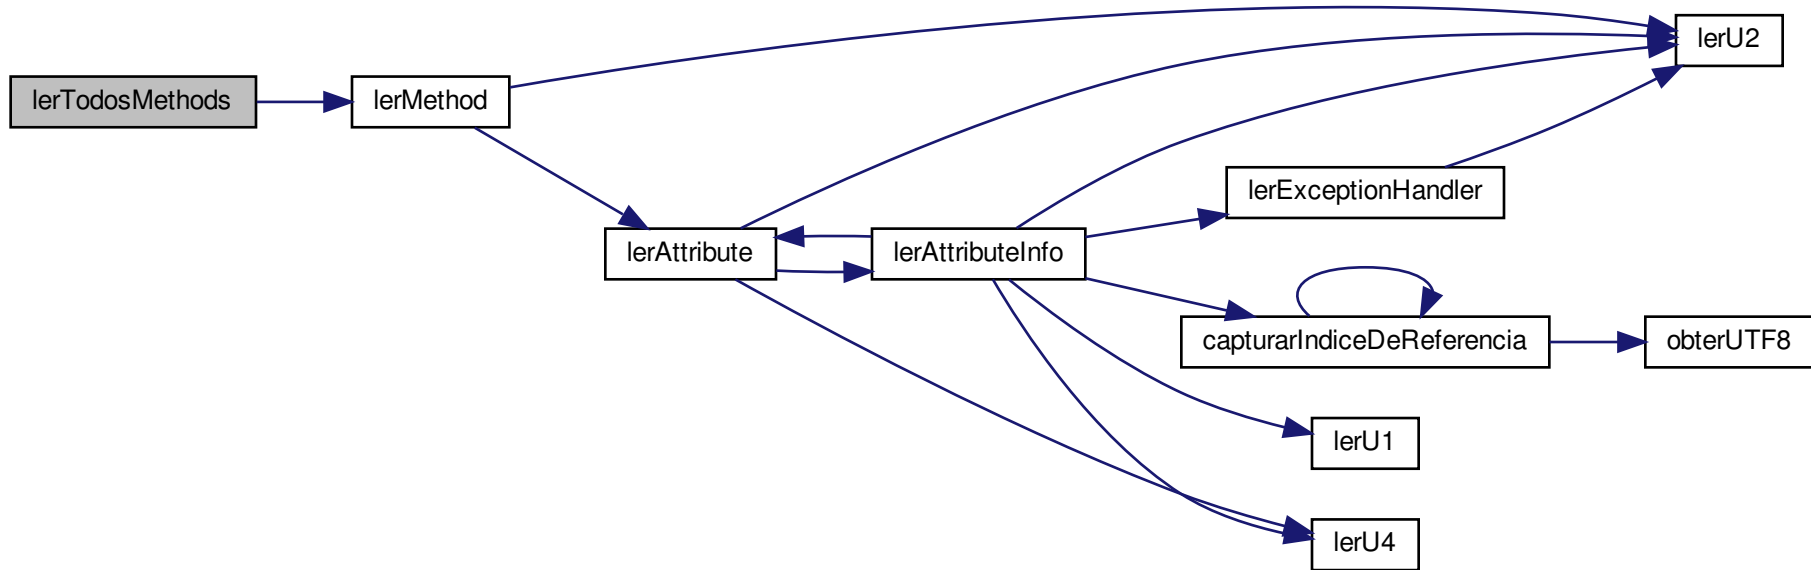 lerTodosMethods
lerMethod
lerU2
lerExceptionHandler
lerAttribute
lerAttributeInfo
capturarIndiceDeReferencia
obterUTF8
lerU1
lerU4